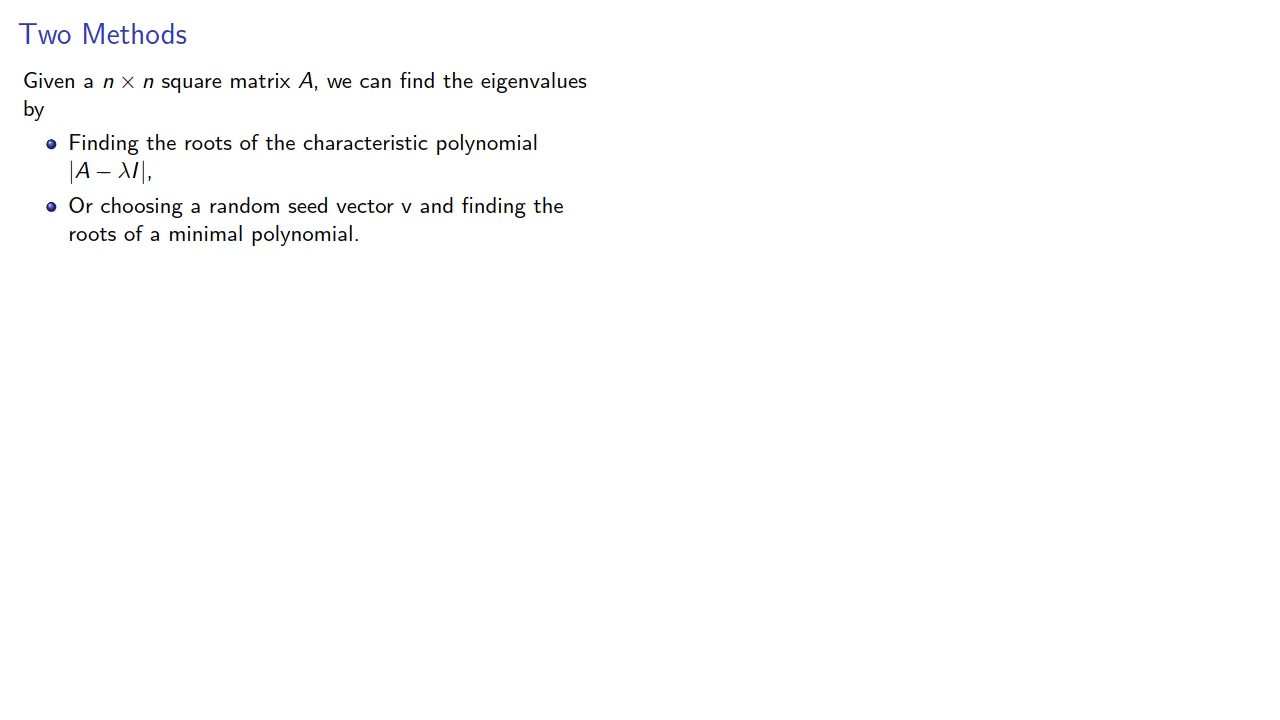 Two Methods
Given a n × n square matrix A, we can find the eigenvalues
by
Finding the roots of the characteristic polynomial
|A − λI|,
Or choosing a random seed vector v and finding the
roots of a minimal polynomial.